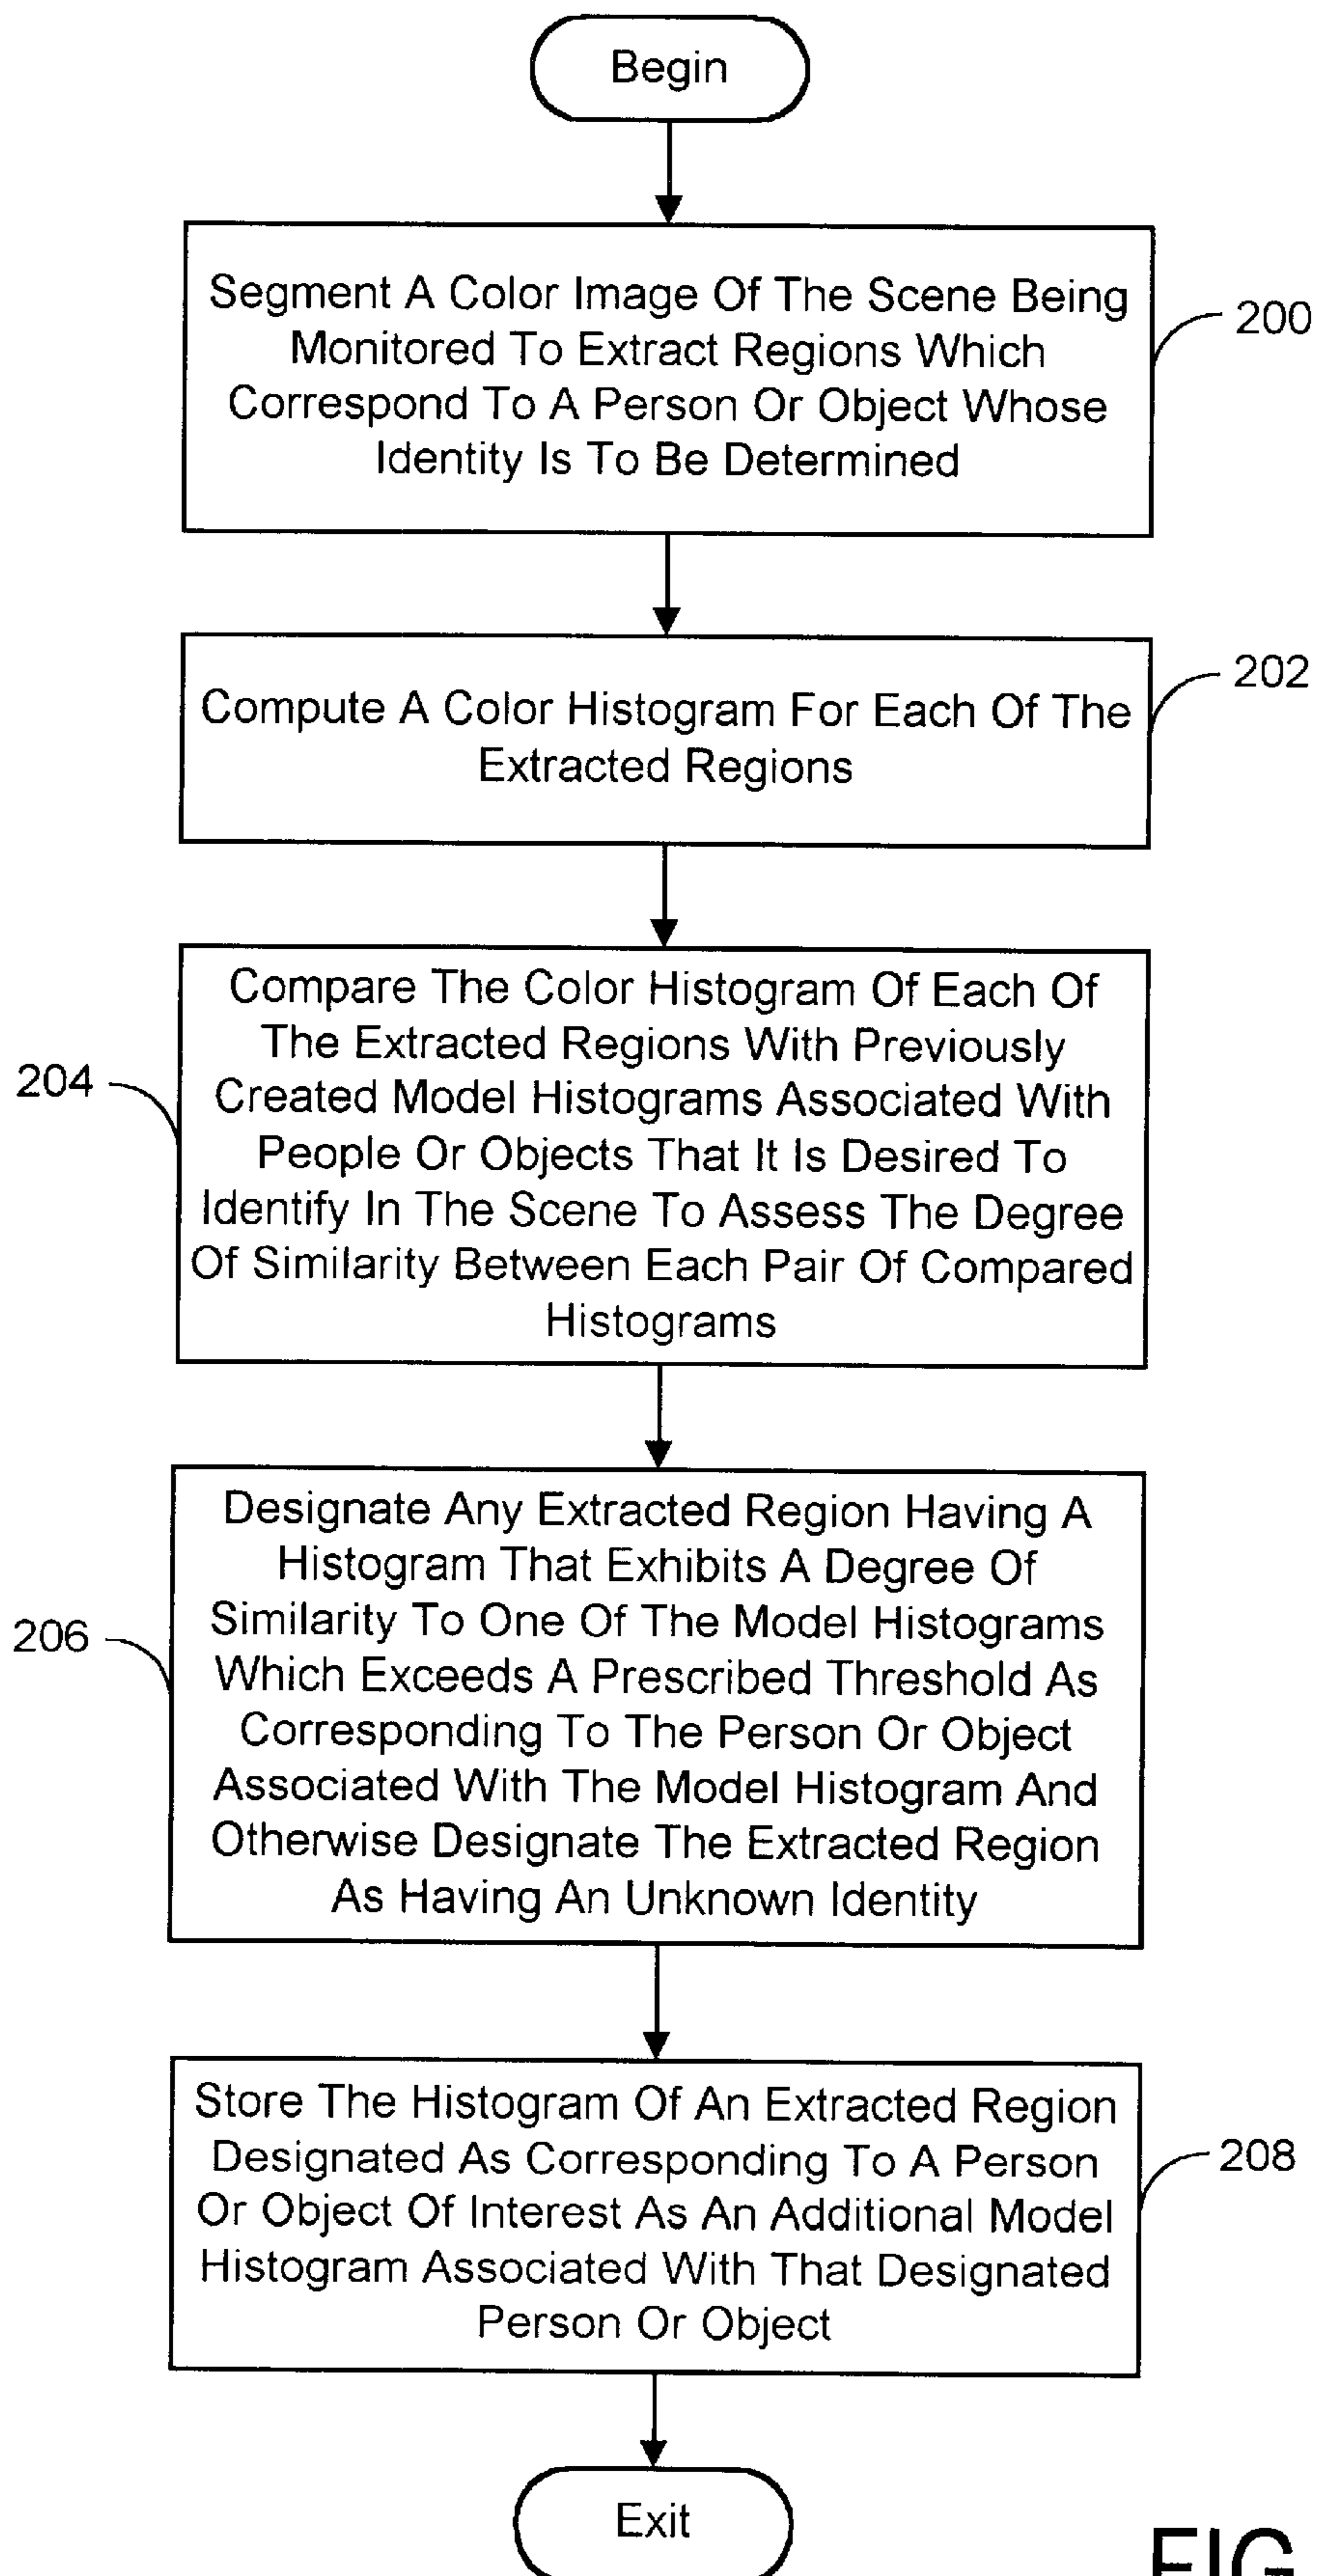 Begin
Segment A Color Image Of The Scene Being
Monitored To Extract Regions Which
Correspond To A Person Or Object Whose
Identity Is To Be Determined
200
Compute A Color Histogram For Each Of The
Extracted Regions
202
Compare The Color Histogram Of Each Of
The Extracted Regions With Previously
Created Model Histograms Associated With
People Or Objects That It Is Desired To
Identify In The Scene To Assess The Degree
Of Similarity Between Each Pair Of Compared
Histograms
204
Designate Any Extracted Region Having A
Histogram That Exhibits A Degree Of
Similarity To One Of The Model Histograms
Which Exceeds A Prescribed Threshold As
Corresponding To The Person Or Object
Associated With The Model Histogram And
Otherwise Designate The Extracted Region
As Having An Unknown Identity
206
Store The Histogram Of An Extracted Region
Designated As Corresponding To A Person
Or Object Of Interest As An Additional Model
Histogram Associated With That Designated
Person Or Object
208
Exit
FIG